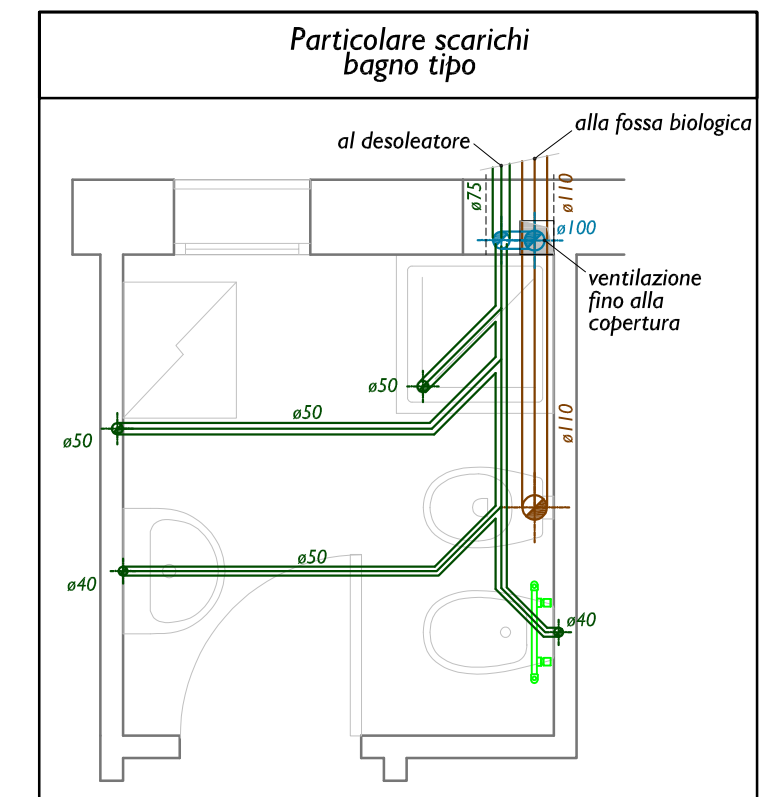 Particolare scarichi
bagno tipo
alla fossa biologica
al desoleatore
ø75
ø110
ø100
ventilazione
fino alla
copertura
ø50
ø50
ø50
ø110
ø50
ø40
ø40